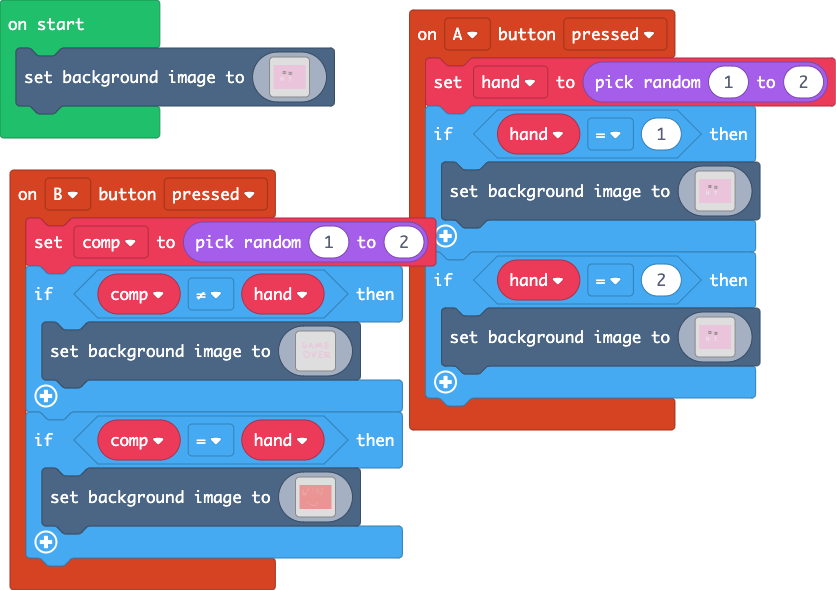 on start
set background image to
on A button pressed
set hand to pick random 1 to 2
if hand = 1 then
set background image to
if hand = 2 then
set background image to
on B button pressed
set comp to pick random 1 to 2
if comp ≠ hand then
set background image to GAME
OVER
if comp = hand then
set background image to